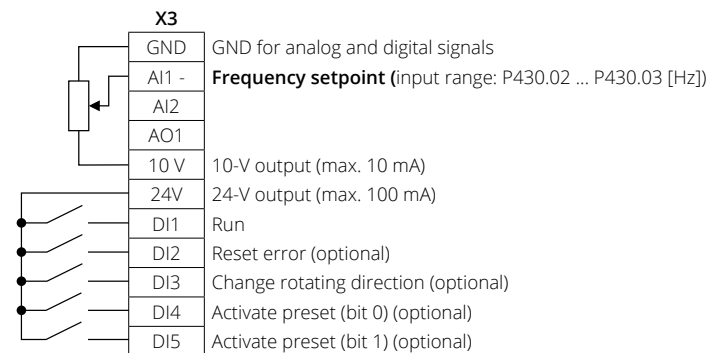 X3
GND GND for analog and digital signals
AI1 - Frequency setpoint (input range: P430.02 ... P430.03 [Hz])
AI2
AO1
10 V 10-V output (max. 10 mA)
24V 24-V output (max. 100 mA)
DI1 Run
DI2 Reset error (optional)
DI3 Change rotating direction (optional)
DI4 Activate preset (bit 0) (optional)
DI5 Activate preset (bit 1) (optional)